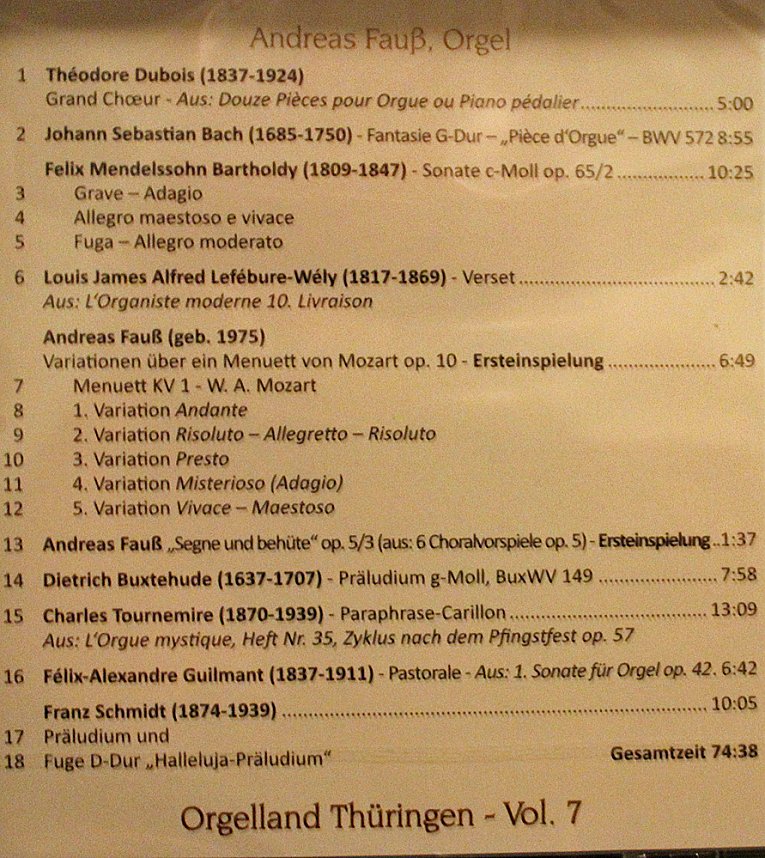 Andreas Fauß, Orgel
1 Théodore Dubois (1837-1924)
Grand Chœur - Aus: Douze Pièces pour Orgue ou Piano pédalier........................5:00
2 Johann Sebastian Bach (1685-1750) - Fantasie G-Dur – „Pièce d‘Orgue“ – BWV 572 8:55
Felix Mendelssohn Bartholdy (1809-1847) - Sonate c-Moll op. 65/2................10:25
3 Grave – Adagio
4 Allegro maestoso e vivace
5 Fuga – Allegro moderato
6 Louis James Alfred Lefébure-Wély (1817-1869) - Verset....................................2:42
Aus: L‘Organiste moderne 10. Livraison
Andreas Fauß (geb. 1975)
Variationen über ein Menuett von Mozart op. 10 - Ersteinspielung....................6:49
7 Menuett KV 1 - W. A. Mozart
8 1. Variation Andante
9 2. Variation Risoluto – Allegretto – Risoluto
10 3. Variation Presto
11 4. Variation Misterioso (Adagio)
12 5. Variation Vivace – Maestoso
13 Andreas Fauß „Segne und behüte“ op. 5/3 (aus: 6 Choralvorspiele op. 5) - Ersteinspielung..1:37
14 Dietrich Buxtehude (1637-1707) - Präludium g-Moll, BuxWV 149 ....................7:58
15 Charles Tournemire (1870-1939) - Paraphrase-Carillon....................................13:09
Aus: L‘Orgue mystique, Heft Nr. 35, Zyklus nach dem Pfingstfest op. 57
16 Félix-Alexandre Guilmant (1837-1911) - Pastorale - Aus: 1. Sonate für Orgel op. 42. 6:42
Franz Schmidt (1874-1939) ........................................................................10:05
17 Präludium und
18 Fuge D-Dur „Halleluja-Präludium“ Gesamtzeit 74:38
Orgelland Thüringen - Vol. 7